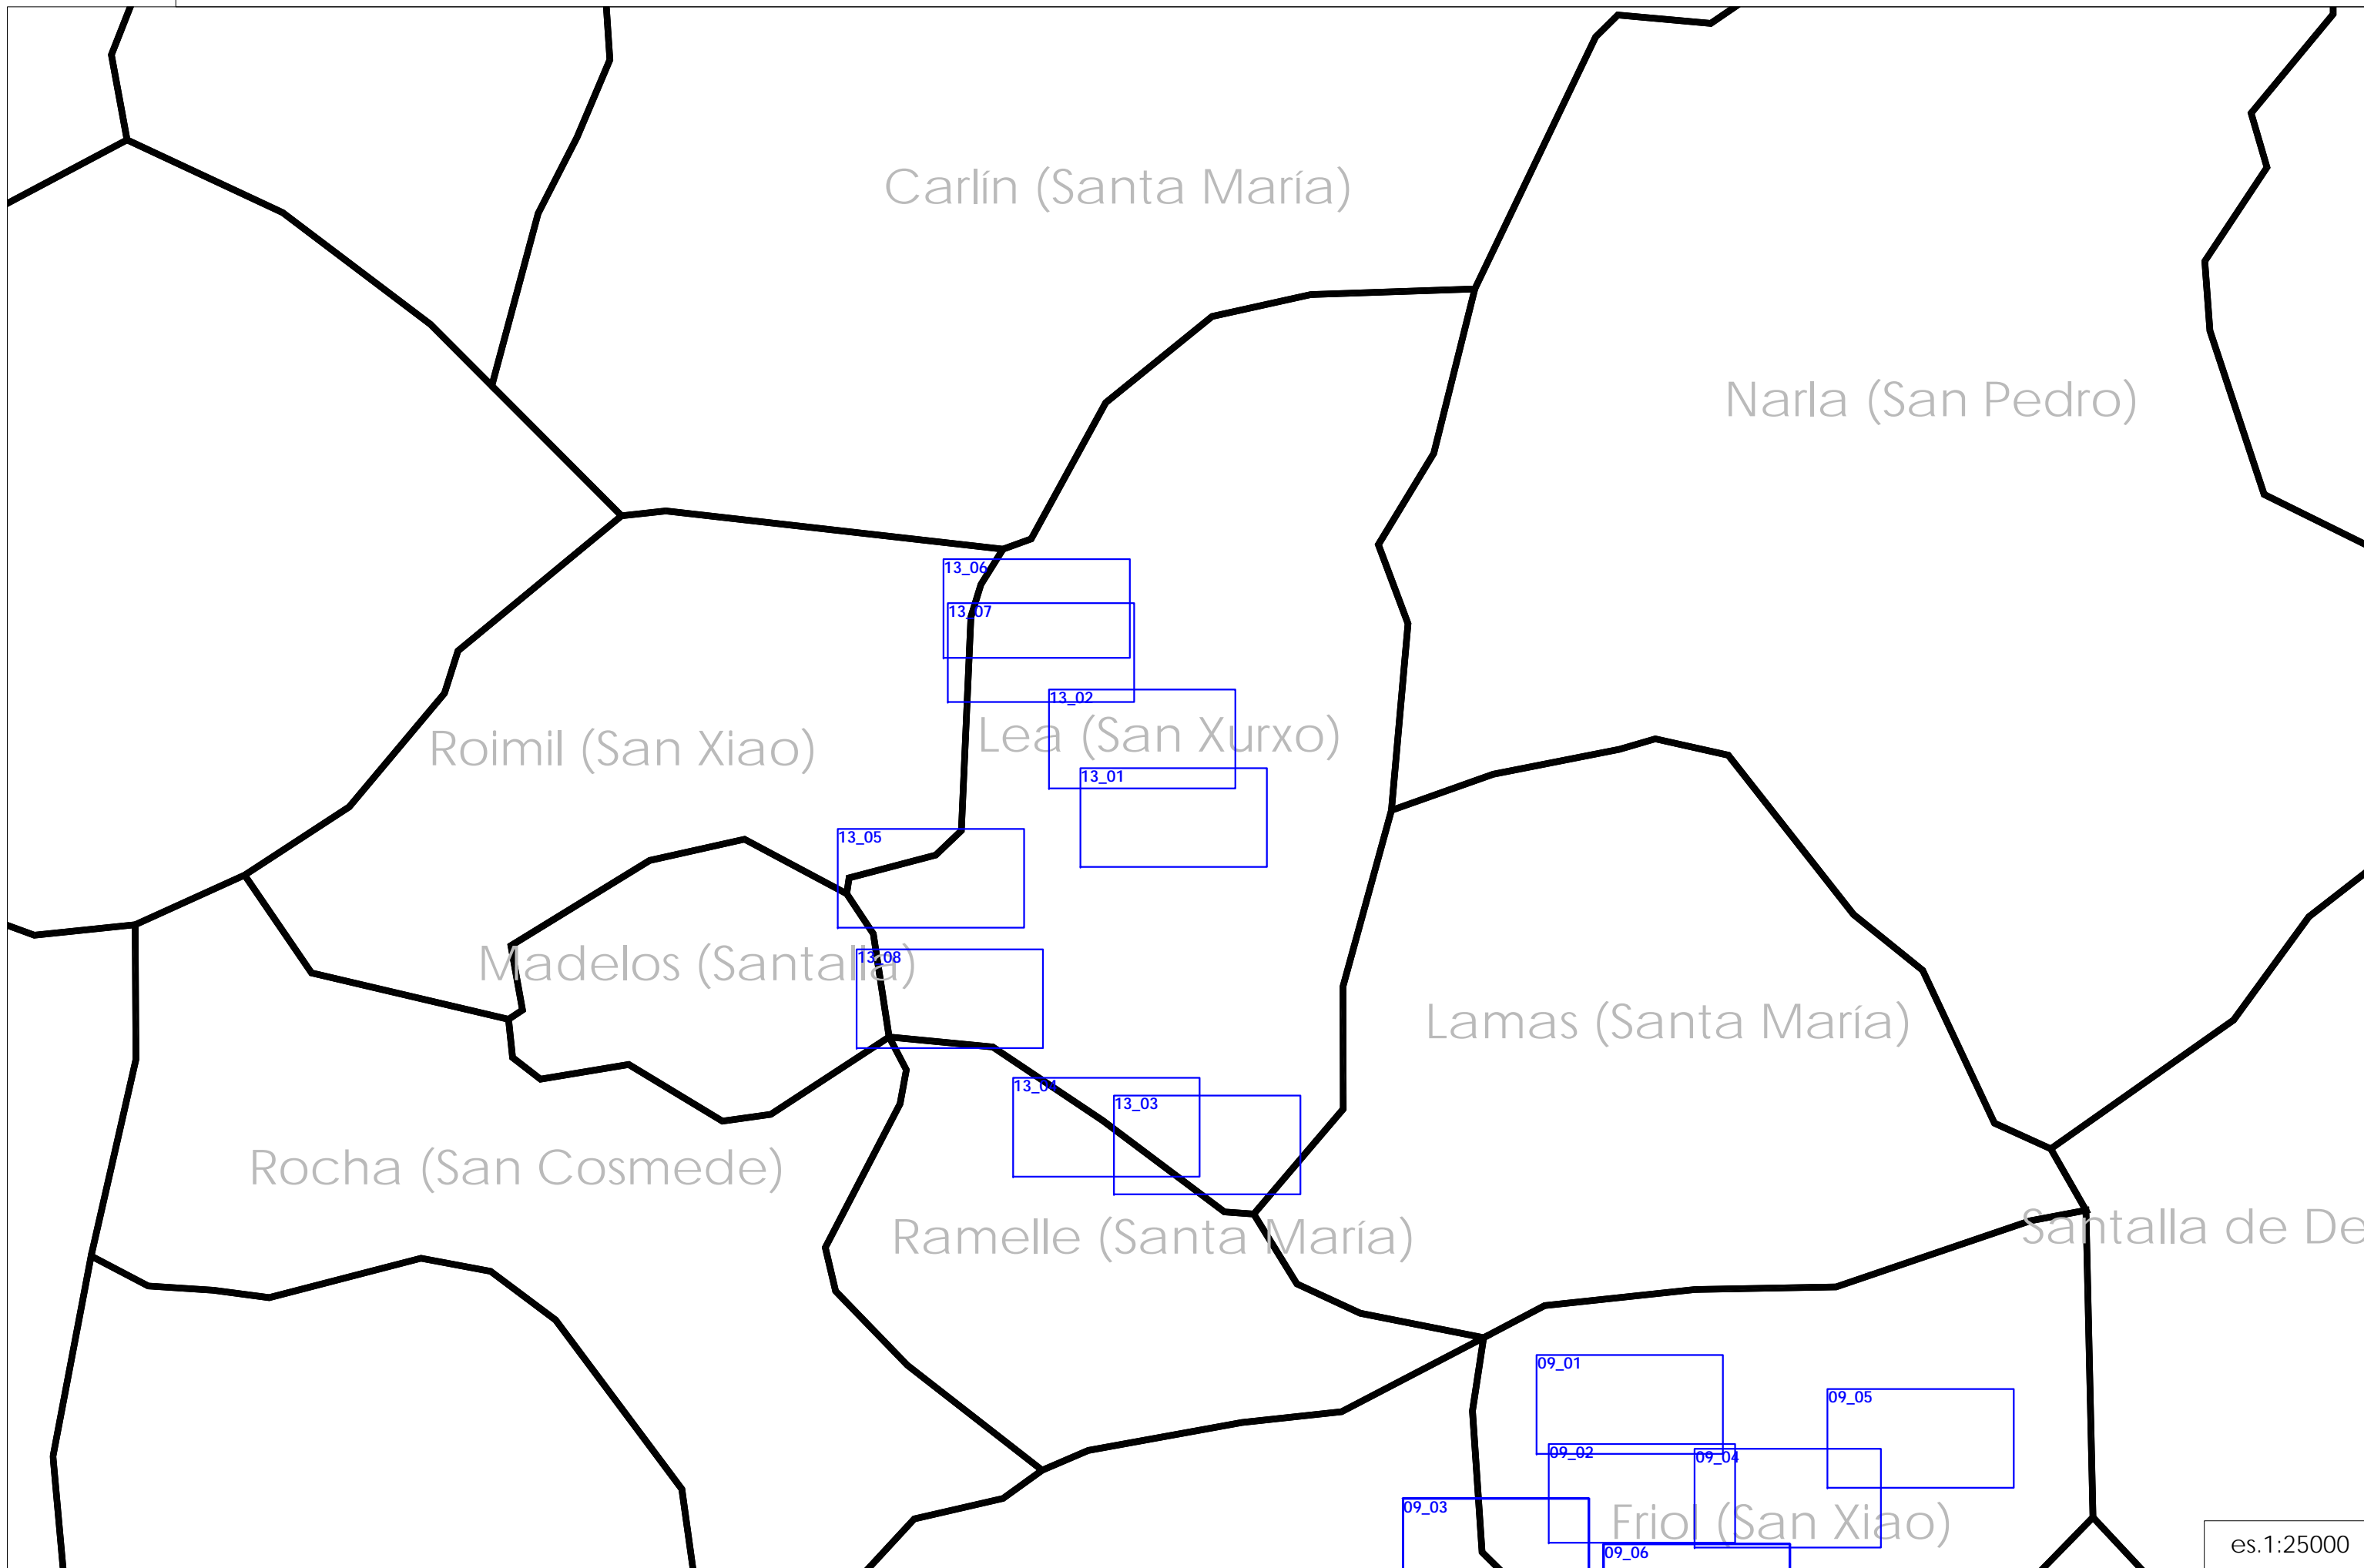 Carlín (Santa María)
Narla (San Pedro)
13_06
13_07
13_02
Roimil (San Xiao)
Lea (San Xurxo)
13_01
13_05
Madelos (Santalla)
13_08
Lamas (Santa María)
13_04
13_03
Rocha (San Cosmede)
Ramelle (Santa María)
Santalla de De
09_01
09_05
09_02
09_04
09_03
Friol (San Xiao)
09_06
es.1:25000